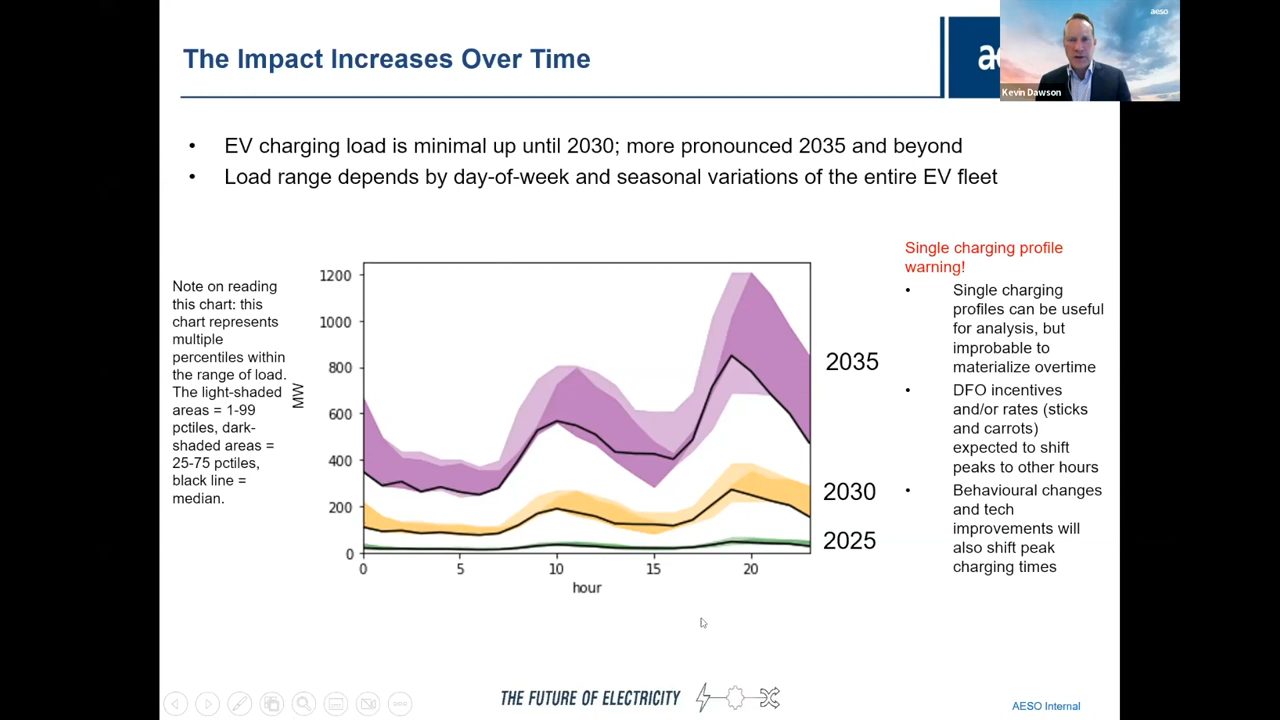 The Impact Increases Over Time
aeso
Kevin Dawson
• EV charging load is minimal up until 2030; more pronounced 2035 and beyond
• Load range depends by day-of-week and seasonal variations of the entire EV fleet
Note on reading
this chart: this
chart represents
multiple
percentiles within
the range of load.
The light-shaded
areas = 1-99
pctiles, dark-
shaded areas =
25-75 pctiles,
black line =
median.
MW
1200
1000
800
600
400
200
0
0 5 10 15 20
hour
2035
2030
2025
Single charging profile
warning!
• Single charging
profiles can be useful
for analysis, but
improbable to
materialize overtime
• DFO incentives
and/or rates (sticks
and carrots)
expected to shift
peaks to other hours
• Behavioural changes
and tech
improvements will
also shift peak
charging times
THE FUTURE OF ELECTRICITY
AESO Internal